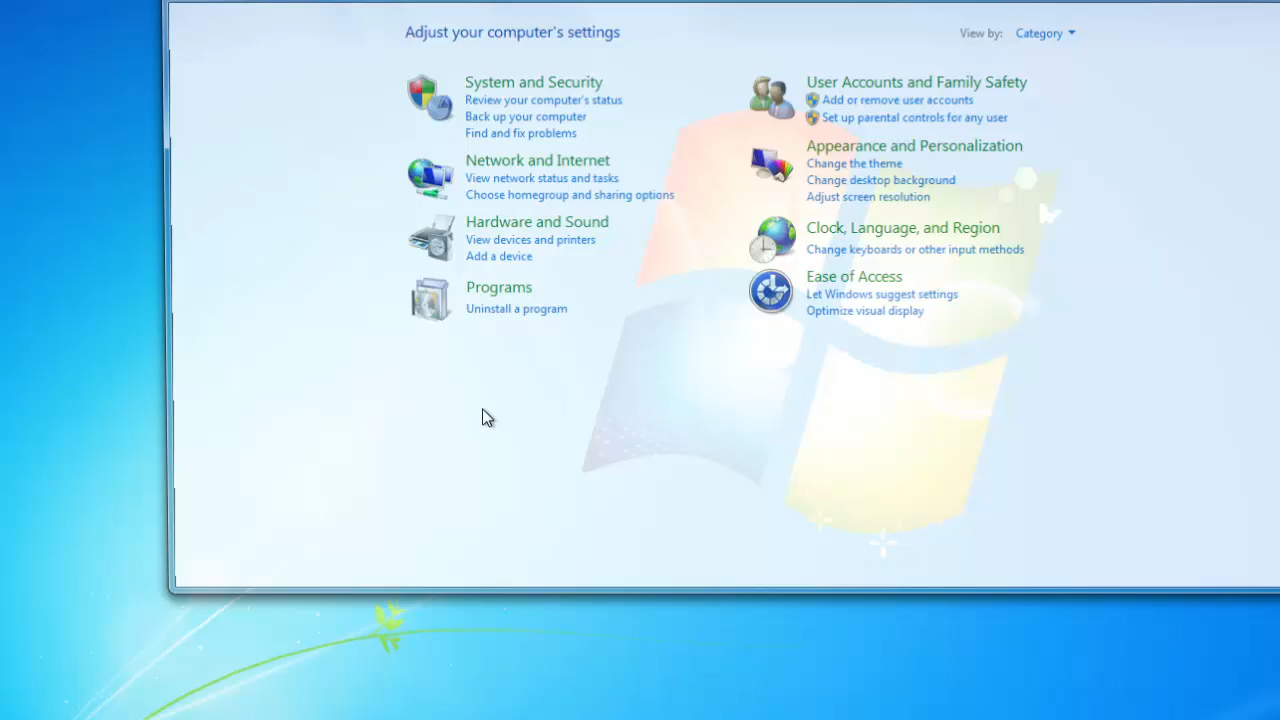 Adjust your computer's settings
View by: Category
System and Security
Review your computer's status
Back up your computer
Find and fix problems
Network and Internet
View network status and tasks
Choose homegroup and sharing options
Hardware and Sound
View devices and printers
Add a device
Programs
Uninstall a program
User Accounts and Family Safety
Add or remove user accounts
Set up parental controls for any user
Appearance and Personalization
Change the theme
Change desktop background
Adjust screen resolution
Clock, Language, and Region
Change keyboards or other input methods
Ease of Access
Let Windows suggest settings
Optimize visual display